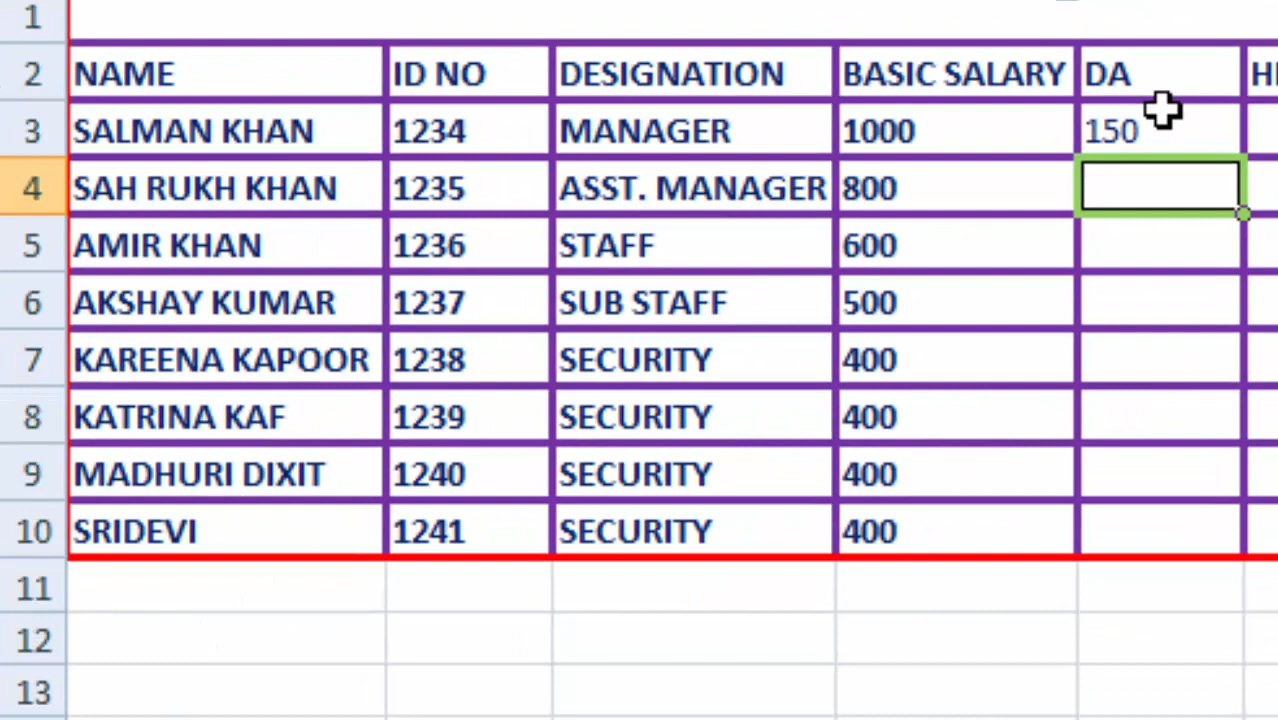 1
2 NAME ID NO DESIGNATION BASIC SALARY DA
3 SALMAN KHAN 1234 MANAGER 1000 150
4 SAH RUKH KHAN 1235 ASST. MANAGER 800
5 AMIR KHAN 1236 STAFF 600
6 AKSHAY KUMAR 1237 SUB STAFF 500
7 KAREENA KAPOOR 1238 SECURITY 400
8 KATRINA KAF 1239 SECURITY 400
9 MADHURI DIXIT 1240 SECURITY 400
10 SRIDEVI 1241 SECURITY 400
11
12
13